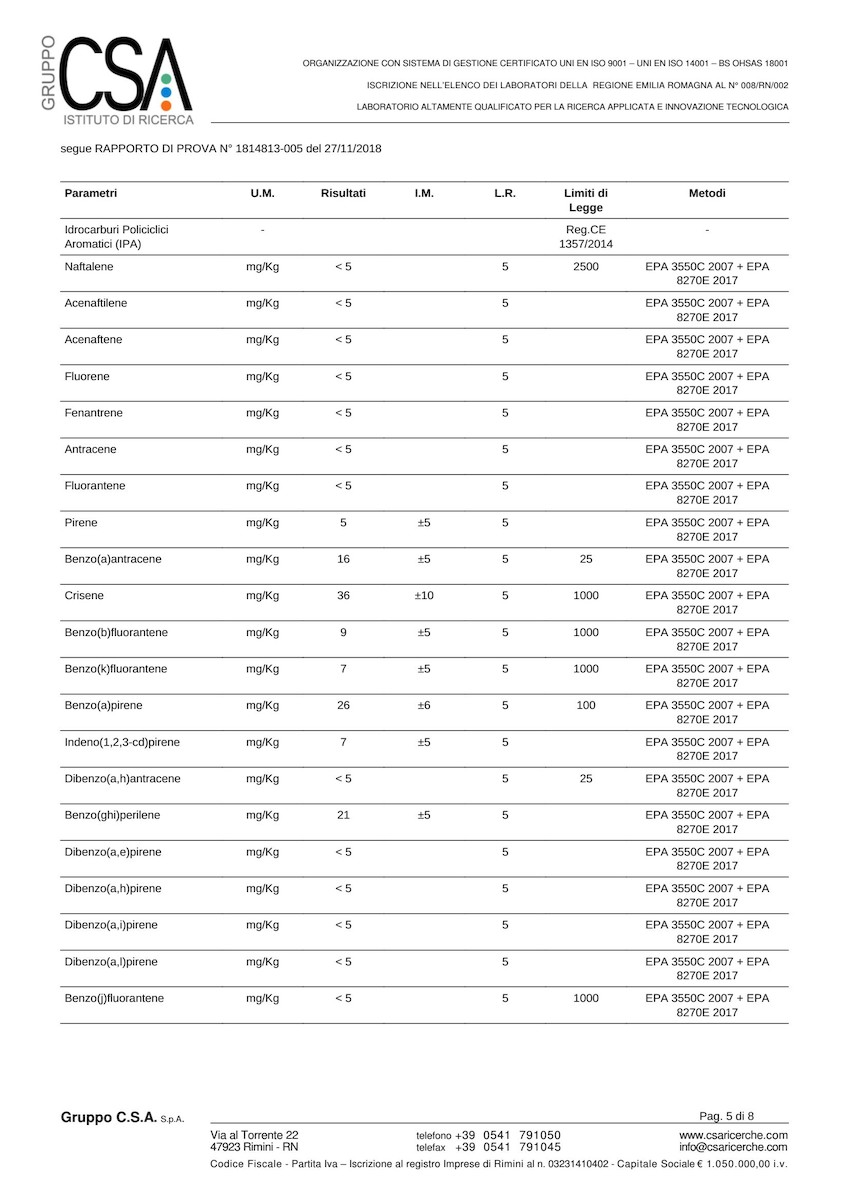 GRUPPO
CSA
ISTITUTO DI RICERCA
ORGANIZZAZIONE CON SISTEMA DI GESTIONE CERTIFICATO UNI EN ISO 9001 – UNI EN ISO 14001 – BS OHSAS 18001
ISCRIZIONE NELL'ELENCO DEI LABORATORI DELLA REGIONE EMILIA ROMAGNA AL N° 008/RN/002
LABORATORIO ALTAMENTE QUALIFICATO PER LA RICERCA APPLICATA E INNOVAZIONE TECNOLOGICA
segue RAPPORTO DI PROVA N° 1814813-005 del 27/11/2018
Parametri U.M. Risultati I.M. L.R. Limiti di Metodi
Legge
Idrocarburi Policiclici - Reg.CE -
Aromatici (IPA) 1357/2014
Naftalene mg/Kg < 5 5 2500 EPA 3550C 2007 + EPA
8270E 2017
Acenaftilene mg/Kg < 5 5 EPA 3550C 2007 + EPA
8270E 2017
Acenaftene mg/Kg < 5 5 EPA 3550C 2007 + EPA
8270E 2017
Fluorene mg/Kg < 5 5 EPA 3550C 2007 + EPA
8270E 2017
Fenantrene mg/Kg < 5 5 EPA 3550C 2007 + EPA
8270E 2017
Antracene mg/Kg < 5 5 EPA 3550C 2007 + EPA
8270E 2017
Fluorantene mg/Kg < 5 5 EPA 3550C 2007 + EPA
8270E 2017
Pirene mg/Kg 5 ±5 5 EPA 3550C 2007 + EPA
8270E 2017
Benzo(a)antracene mg/Kg 16 ±5 5 25 EPA 3550C 2007 + EPA
8270E 2017
Crisene mg/Kg 36 ±10 5 1000 EPA 3550C 2007 + EPA
8270E 2017
Benzo(b)fluorantene mg/Kg 9 ±5 5 1000 EPA 3550C 2007 + EPA
8270E 2017
Benzo(k)fluorantene mg/Kg 7 ±5 5 1000 EPA 3550C 2007 + EPA
8270E 2017
Benzo(a)pirene mg/Kg 26 ±6 5 100 EPA 3550C 2007 + EPA
8270E 2017
Indeno(1,2,3-cd)pirene mg/Kg 7 ±5 5 EPA 3550C 2007 + EPA
8270E 2017
Dibenzo(a,h)antracene mg/Kg < 5 5 25 EPA 3550C 2007 + EPA
8270E 2017
Benzo(ghi)perilene mg/Kg 21 ±5 5 EPA 3550C 2007 + EPA
8270E 2017
Dibenzo(a,e)pirene mg/Kg < 5 5 EPA 3550C 2007 + EPA
8270E 2017
Dibenzo(a,h)pirene mg/Kg < 5 5 EPA 3550C 2007 + EPA
8270E 2017
Dibenzo(a,i)pirene mg/Kg < 5 5 EPA 3550C 2007 + EPA
8270E 2017
Dibenzo(a,l)pirene mg/Kg < 5 5 EPA 3550C 2007 + EPA
8270E 2017
Benzo(j)fluorantene mg/Kg < 5 5 1000 EPA 3550C 2007 + EPA
8270E 2017
Gruppo C.S.A. S.p.A. Pag. 5 di 8
Via al Torrente 22 telefono +39 0541 791050 www.csaricerche.com
47923 Rimini - RN telefax +39 0541 791045 info@csaricerche.com
Codice Fiscale - Partita Iva – Iscrizione al registro Imprese di Rimini al n. 03231410402 - Capitale Sociale € 1.050.000,00 i.v.